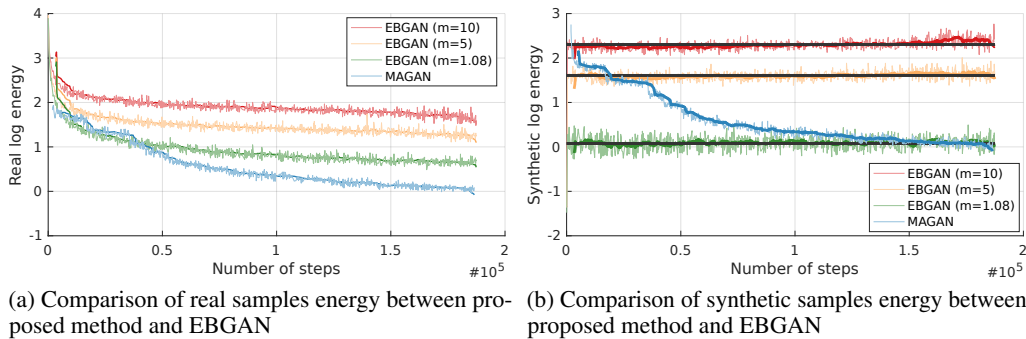 4
3
2
1
0
-1
Real log energy
EBGAN (m=10)
EBGAN (m=5)
EBGAN (m=1.08)
MAGAN
0 0.5 1 1.5 2
Number of steps
#10^5
(a) Comparison of real samples energy between pro-
posed method and EBGAN
3
2
1
0
-1
-2
Synthetic log energy
EBGAN (m=10)
EBGAN (m=5)
EBGAN (m=1.08)
MAGAN
0 0.5 1 1.5 2
Number of steps
#10^5
(b) Comparison of synthetic samples energy between
proposed method and EBGAN